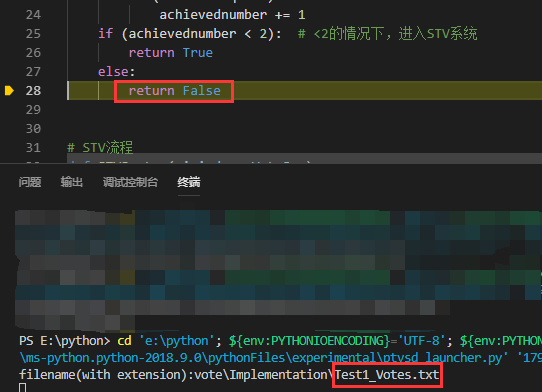 24 achievednumber += 1
25 if (achievednumber < 2): # <2的情况下，进入STV系统
26 return True
27 else:
28 return False
29
30
31 # STV流程
问题 输出 调试控制台 终端
PS E:\python> cd 'e:\python'; ${env:PYTHONIOENCODING}='UTF-8'; ${env:PYTHO
\ms-python.python-2018.9.0\pythonFiles\experimental\ptvsd_launcher.py' '179
filename(with extension):vote\Implementation\Test1_Votes.txt